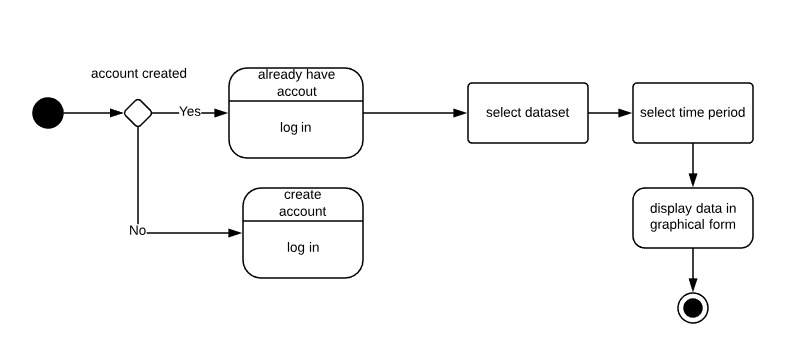 account created
Yes
already have
accout
log in
select dataset
select time period
No
create
account
log in
display data in
graphical form